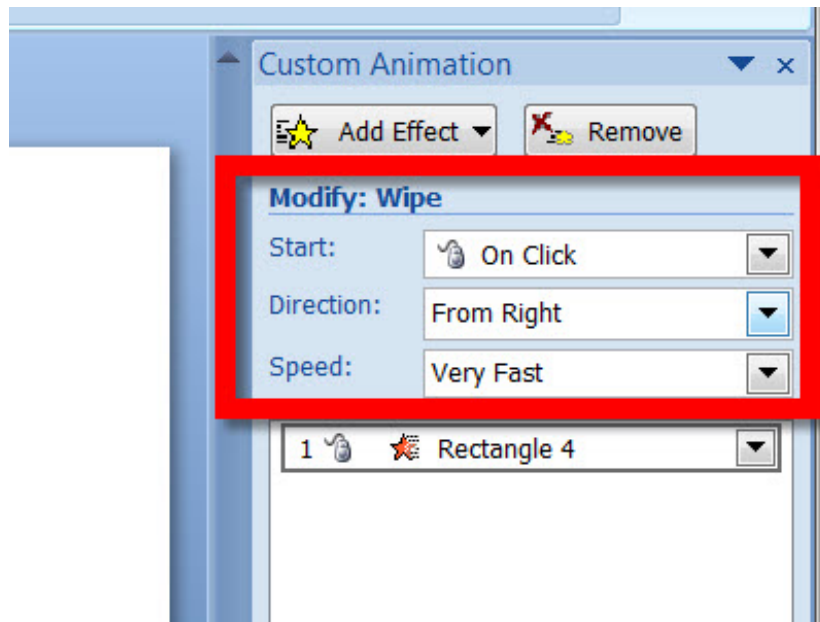 Custom Animation
Add Effect Remove
Modify: Wipe
Start: On Click
Direction: From Right
Speed: Very Fast
1 Rectangle 4